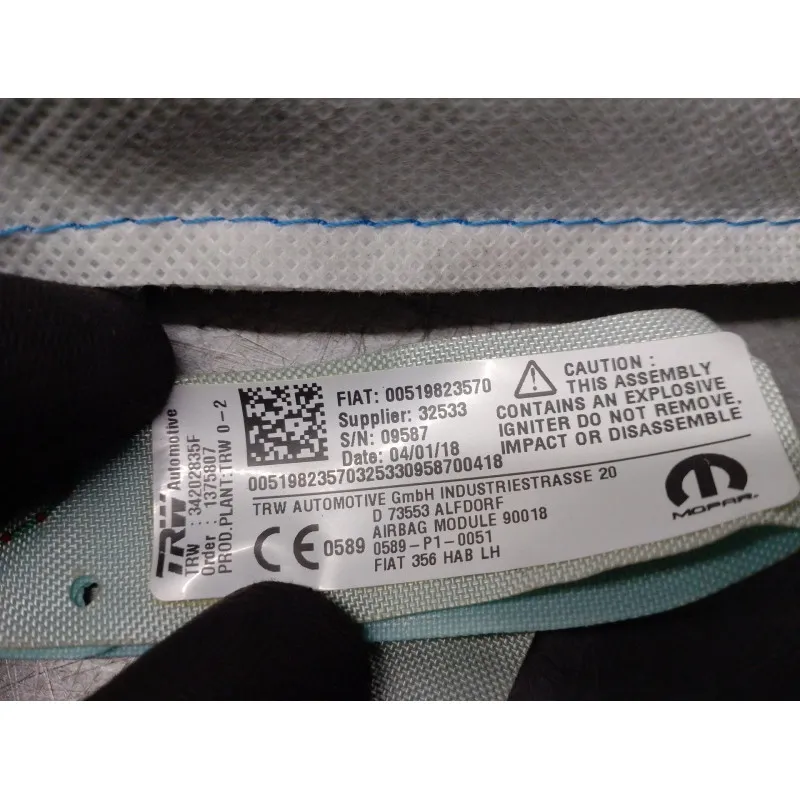 TRW Automotive
TRW : 34202835F
Order : 1375807
PROD.PLANT:TRW 0-2
FIAT: 00519823570
Supplier: 32533
S/N: 09587
Date: 04/01/18
00519823570325330958700418
CAUTION :
THIS ASSEMBLY
CONTAINS AN EXPLOSIVE
IGNITER DO NOT REMOVE,
IMPACT OR DISASSEMBLE
TRW AUTOMOTIVE GmbH INDUSTRIESTRASSE 20
D 73553 ALFDORF
AIRBAG MODULE 90018
CE 0589 0589-P1-0051
FIAT 356 HAB LH
MOPAR